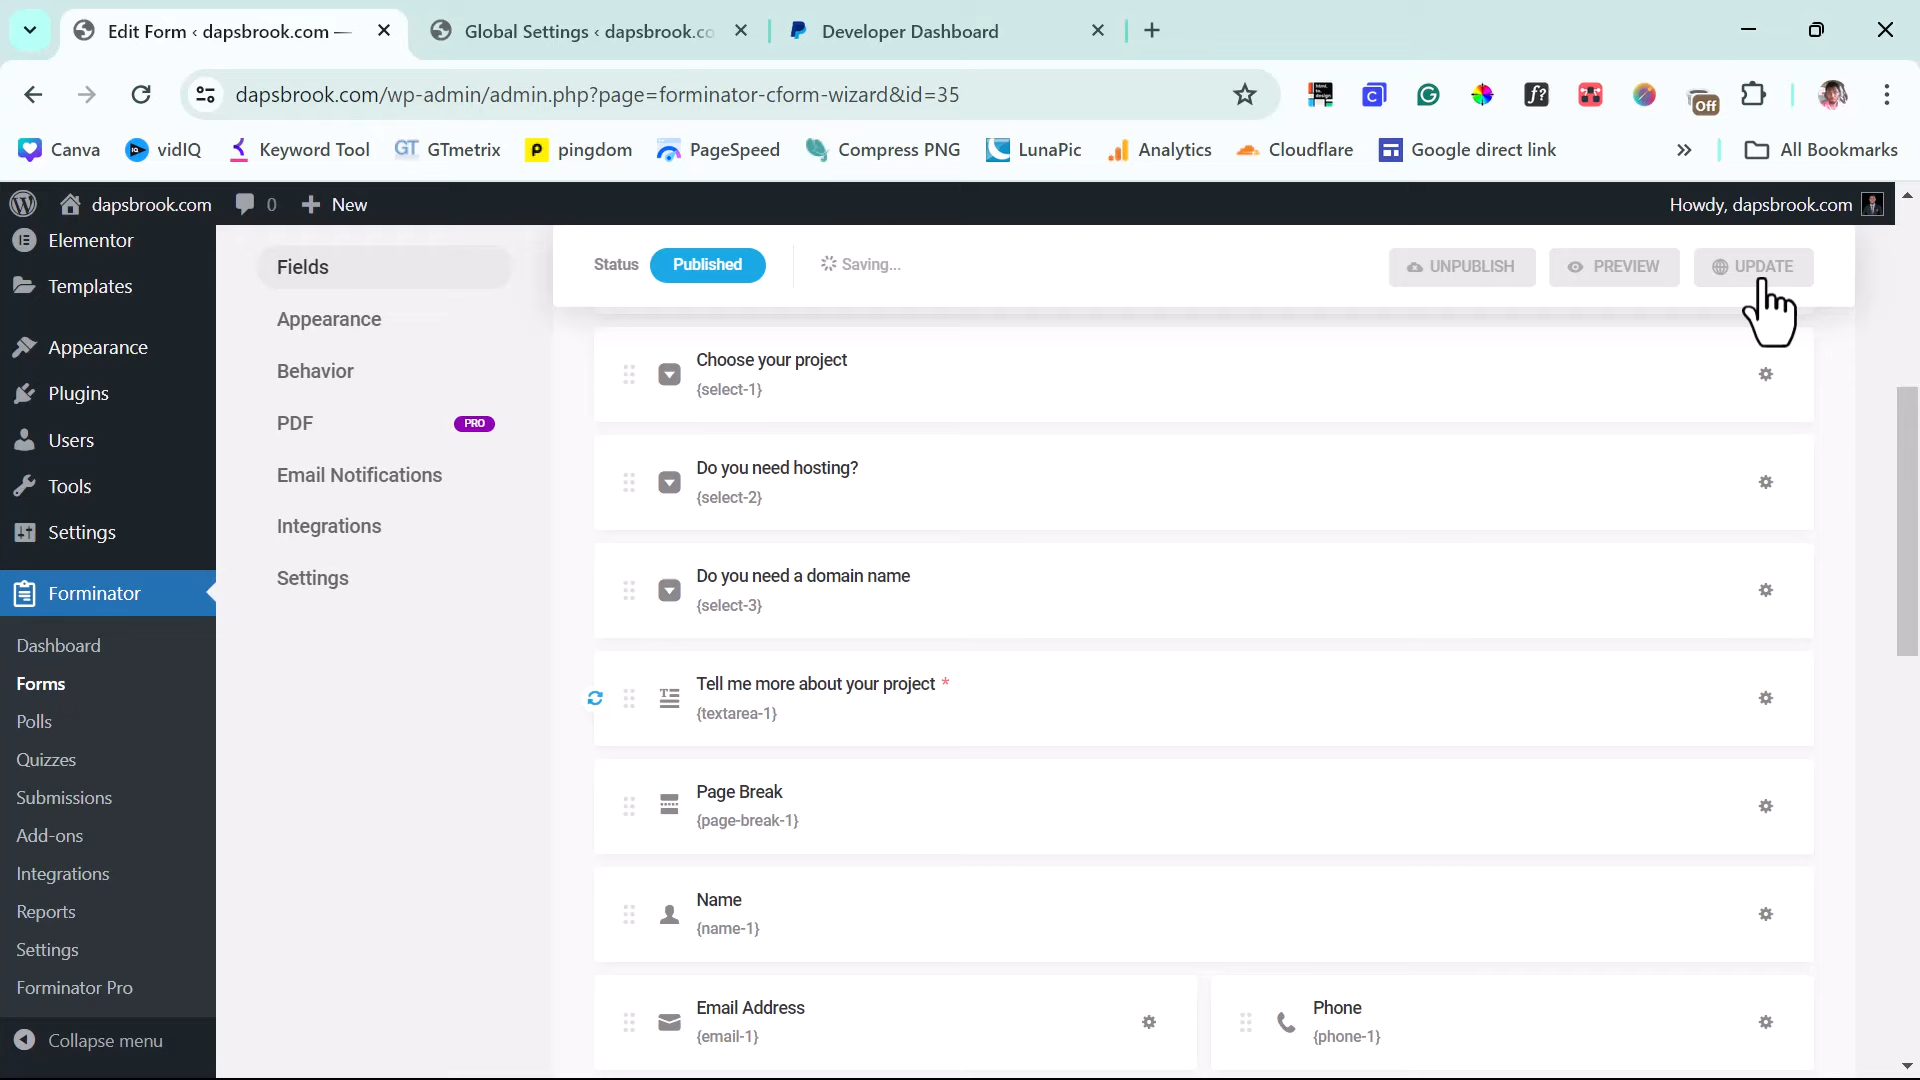 Edit Form ‹ dapsbrook.com —
Global Settings ‹ dapsbrook.co
Developer Dashboard
dapsbrook.com/wp-admin/admin.php?page=forminator-cform-wizard&id=35
Off
Canva
vidIQ
Keyword Tool
GTmetrix
pingdom
PageSpeed
Compress PNG
LunaPic
Analytics
Cloudflare
Google direct link
All Bookmarks
dapsbrook.com
0
New
Howdy, dapsbrook.com
Elementor
Templates
Appearance
Plugins
Users
Tools
Settings
Forminator
Dashboard
Forms
Polls
Quizzes
Submissions
Add-ons
Integrations
Reports
Settings
Forminator Pro
Collapse menu
Fields
Appearance
Behavior
PDF
PRO
Email Notifications
Integrations
Settings
Status
Published
Saving...
UNPUBLISH
PREVIEW
UPDATE
Choose your project
{select-1}
Do you need hosting?
{select-2}
Do you need a domain name
{select-3}
Tell me more about your project *
{textarea-1}
Page Break
{page-break-1}
Name
{name-1}
Email Address
{email-1}
Phone
{phone-1}